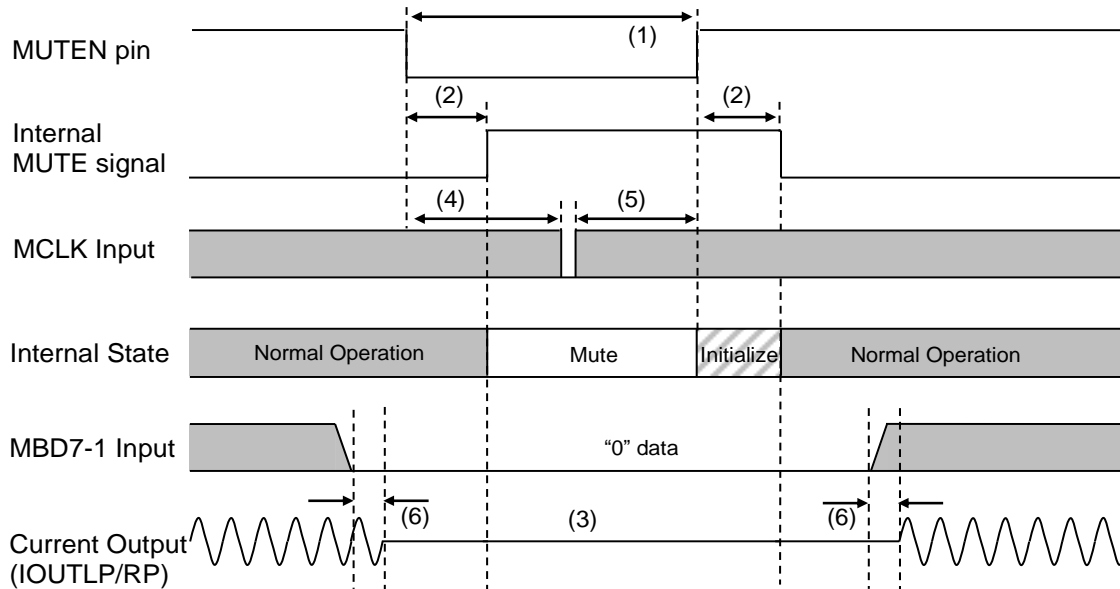 MUTEN pin
(1)
(2)
(2)
Internal
MUTE signal
(4)
(5)
MCLK Input
Internal State
Normal Operation
Mute
Initialize
Normal Operation
MBD7-1 Input
“0” data
(6)
(3)
(6)
Current Output
(IOUTLP/RP)